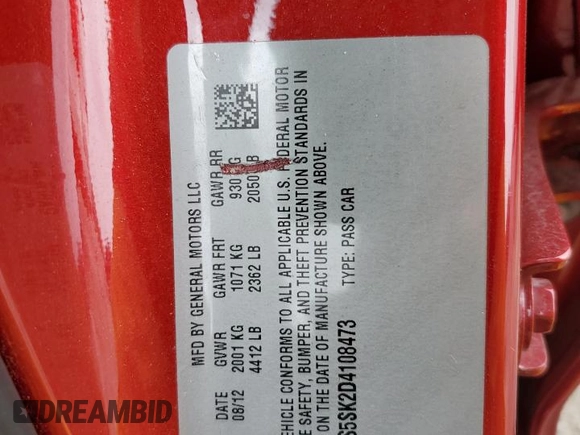 MFD BY GENERAL MOTORS LLC
DATE GVWR GAWR FRT GAWR RR
08/12 2001 KG 1071 KG 930 KG
4412 LB 2362 LB 2050 LB
VEHICLE CONFORMS TO ALL APPLICABLE U.S. FEDERAL MOTOR
SAFETY, BUMPER, AND THEFT PREVENTION STANDARDS IN
ON THE DATE OF MANUFACTURE SHOWN ABOVE.
S5SK2D4108473 TYPE: PASS CAR
©AutoBidMaster